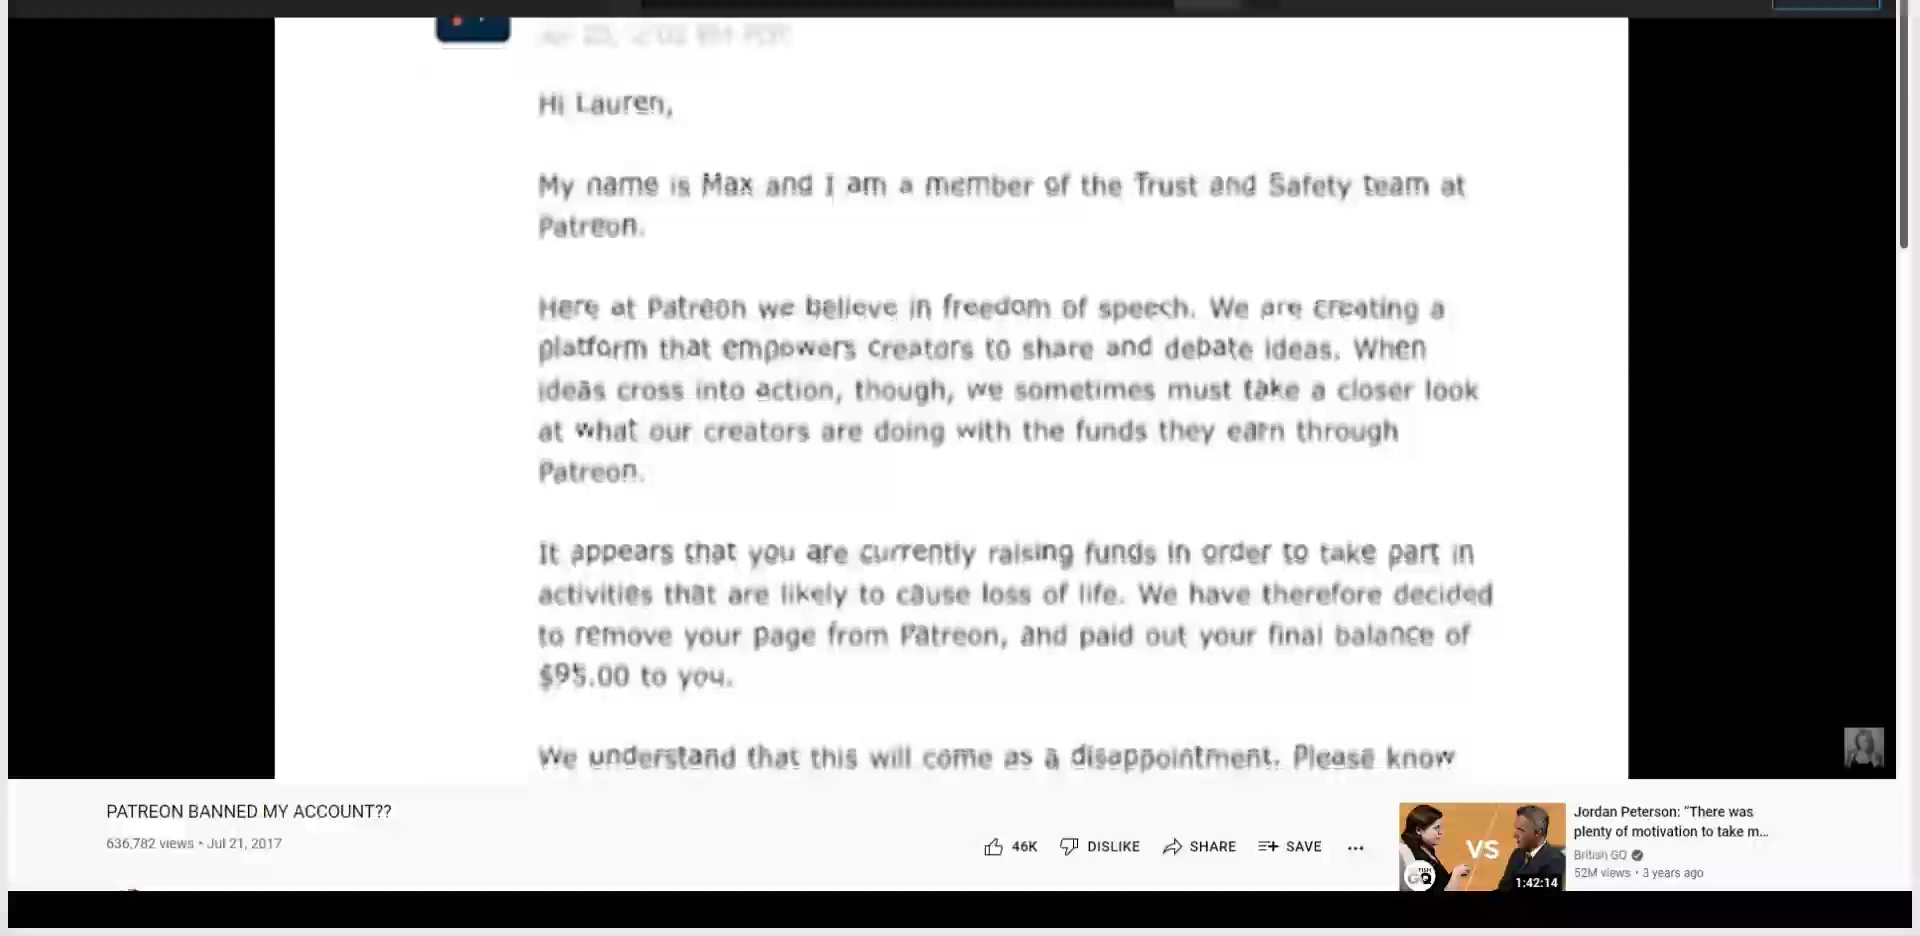 Hi Lauren,
My name is Max and I am a member of the Trust and Safety team at
Patreon.
Here at Patreon we believe in freedom of speech. We are creating a
platform that empowers creators to share and debate ideas. When
ideas cross into action, though, we sometimes must take a closer look
at what our creators are doing with the funds they earn through
Patreon.
It appears that you are currently raising funds in order to take part in
activities that are likely to cause loss of life. We have therefore decided
to remove your page from Patreon, and paid out your final balance of
$95.00 to you.
We understand that this will come as a disappointment. Please know
PATREON BANNED MY ACCOUNT??
636,782 views • Jul 21, 2017
46K DISLIKE SHARE SAVE ...
VS
GQ
1:42:14
Jordan Peterson: “There was
plenty of motivation to take m...
British GQ
52M views • 3 years ago